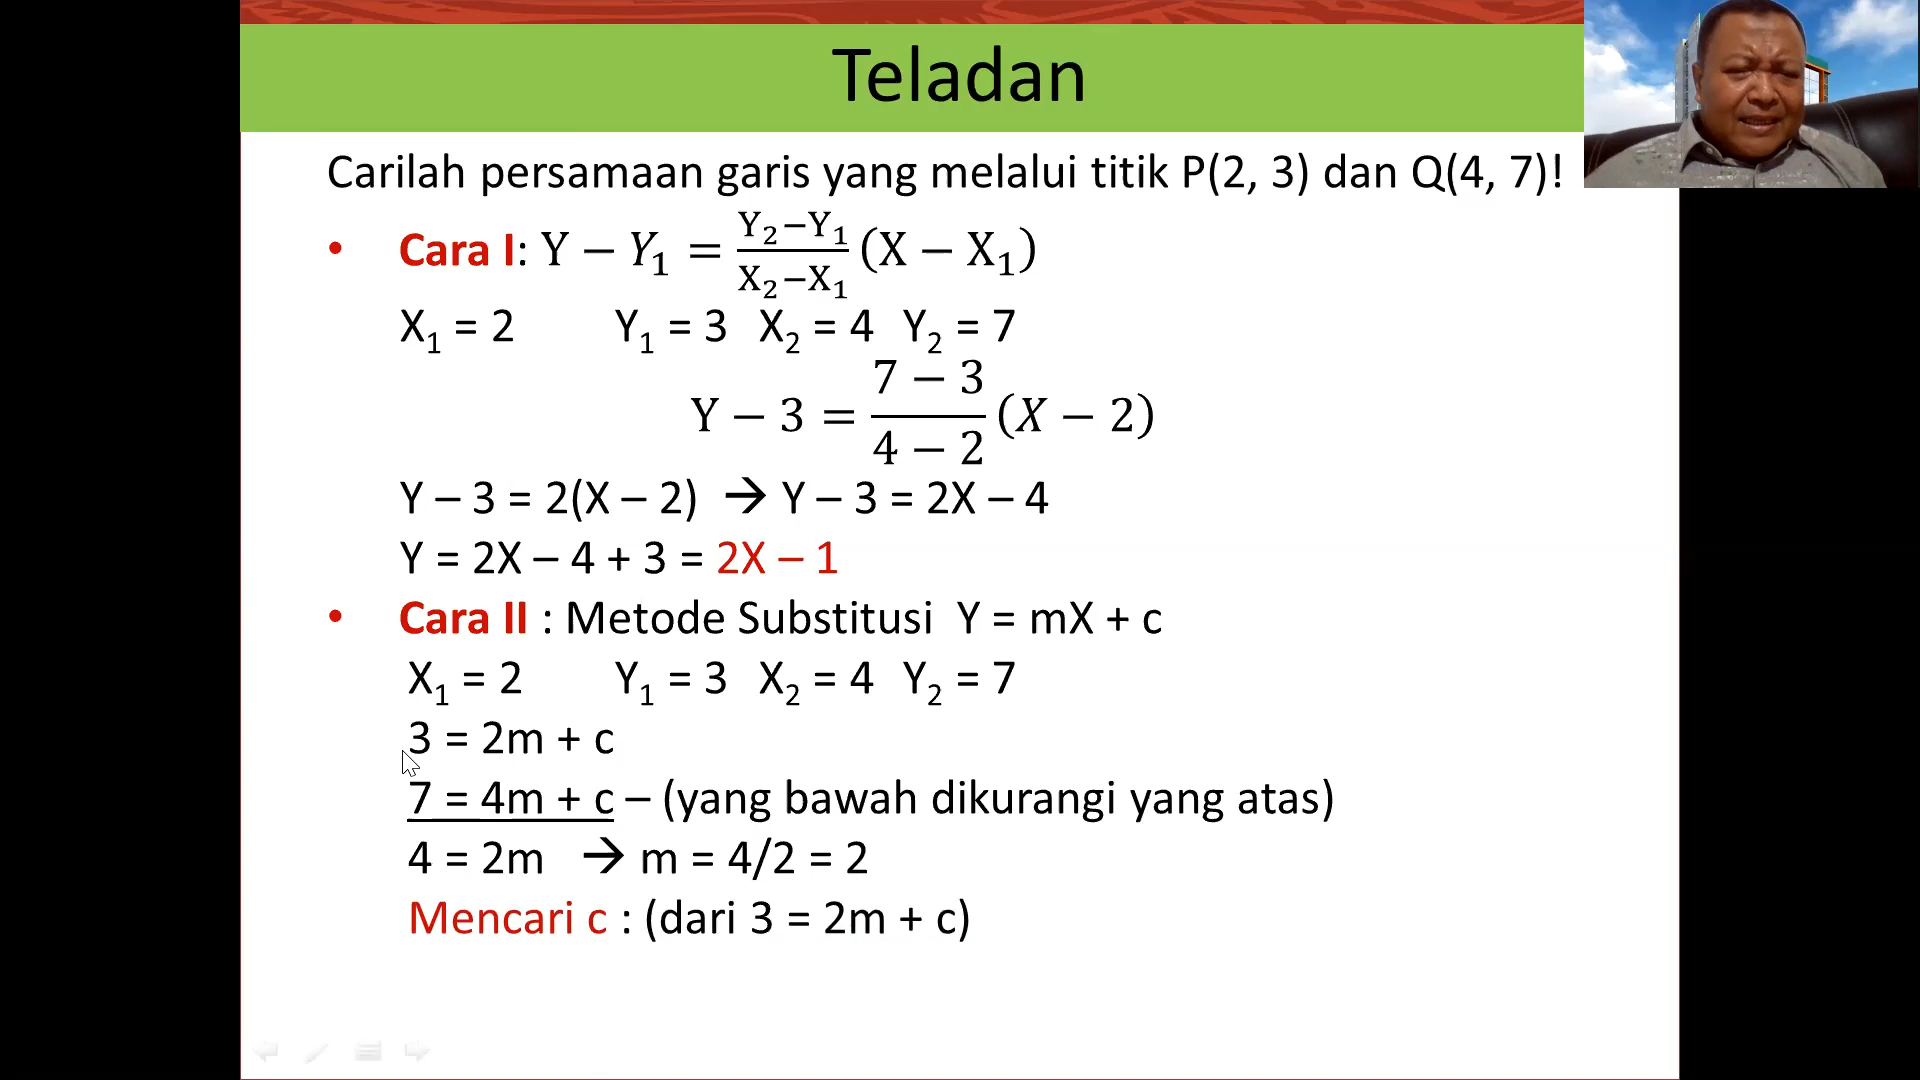 Teladan
Carilah persamaan garis yang melalui titik P(2, 3) dan Q(4, 7)!
• Cara I: Y − Y₁ = (Y₂−Y₁)/(X₂−X₁) (X − X₁)
X₁ = 2 Y₁ = 3 X₂ = 4 Y₂ = 7
Y − 3 = (7 − 3)/(4 − 2) (X − 2)
Y – 3 = 2(X – 2) → Y – 3 = 2X – 4
Y = 2X – 4 + 3 = 2X – 1
• Cara II : Metode Substitusi Y = mX + c
X₁ = 2 Y₁ = 3 X₂ = 4 Y₂ = 7
3 = 2m + c
7 = 4m + c – (yang bawah dikurangi yang atas)
4 = 2m → m = 4/2 = 2
Mencari c : (dari 3 = 2m + c)